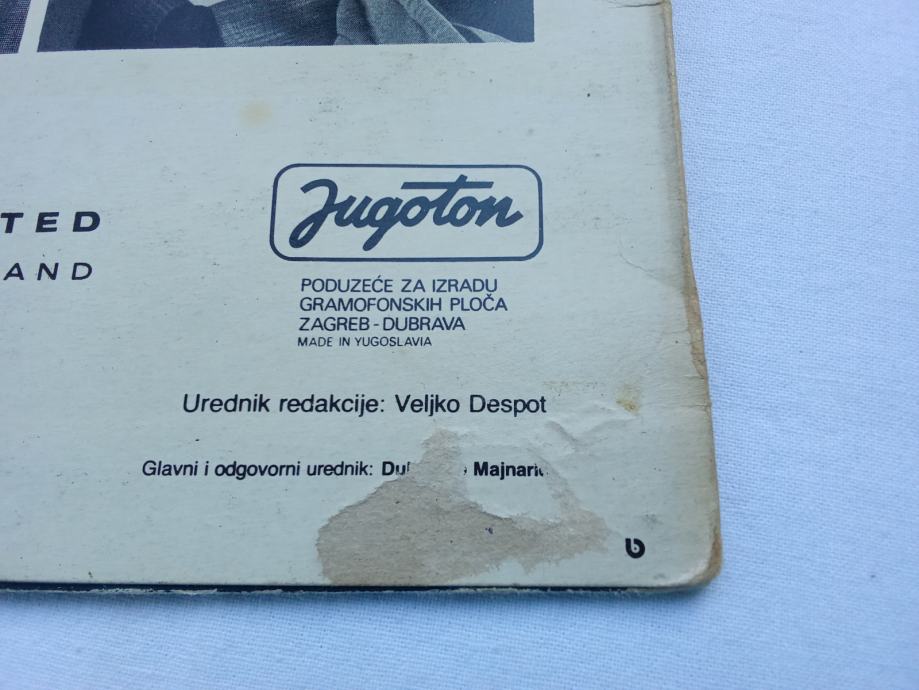 TED
AND
Jugoton
PODUZEĆE ZA IZRADU
GRAMOFONSKIH PLOČA
ZAGREB - DUBRAVA
MADE IN YUGOSLAVIA
Urednik redakcije: Veljko Despot
Glavni i odgovorni urednik: Majnarić
b